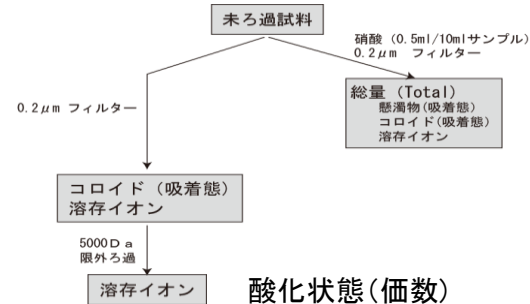 未ろ過試料
硝酸（0.5ml/10mlサンプル）
0.2μm フィルター
0.2μm フィルター
総量（Total）
懸濁物(吸着態)
コロイド(吸着態)
溶存イオン
コロイド（吸着態）
溶存イオン
5000Ｄａ
限外ろ過
溶存イオン
酸化状態(価数)